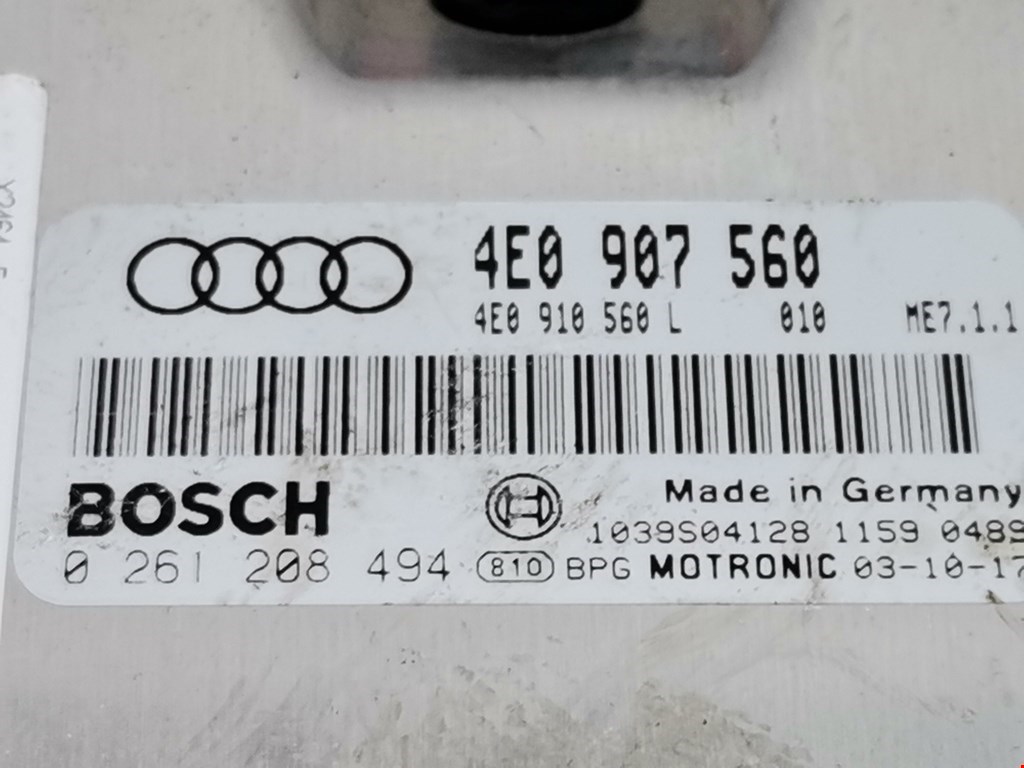 4E0 907 560
4E0 910 560 L 010 ME7.1.1
BOSCH
Made in Germany
1039S04128 1159 0489
0 261 208 494 810 BPG MOTRONIC 03-10-17